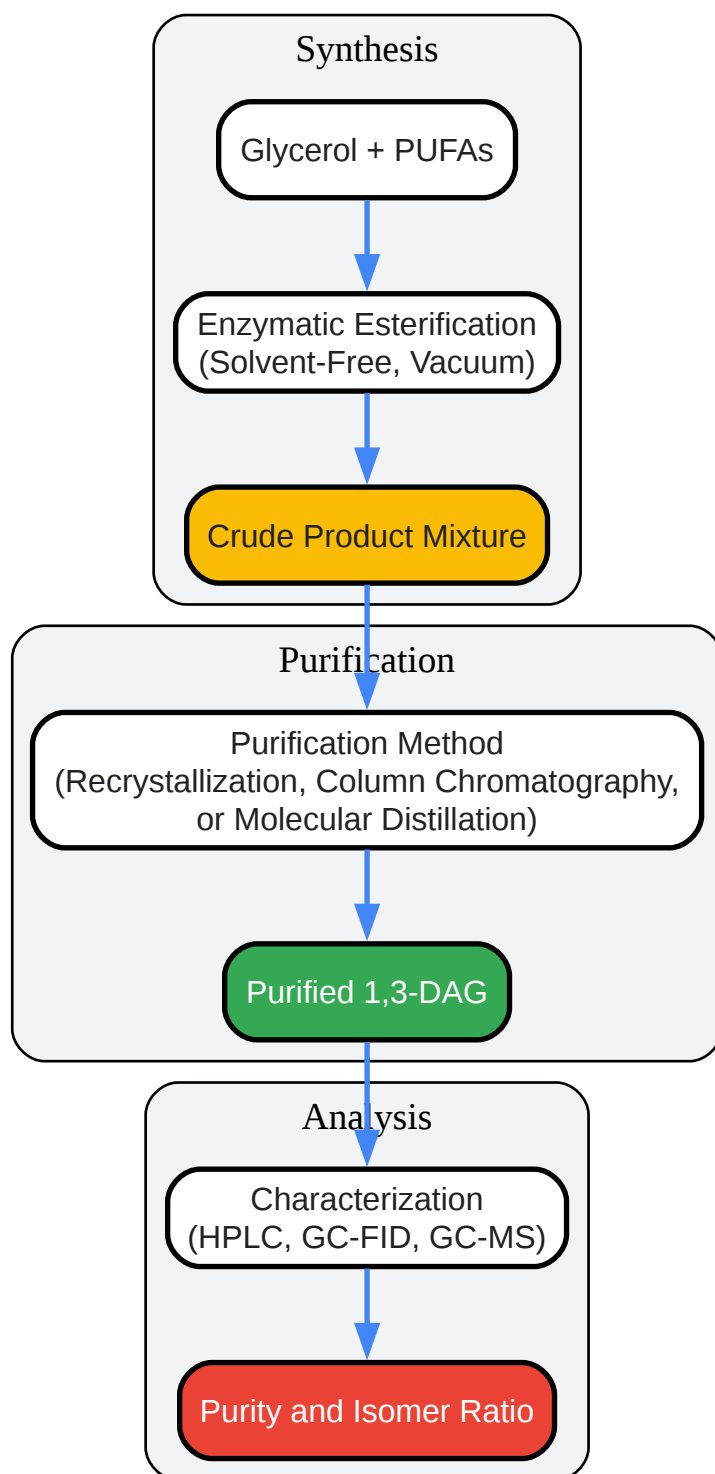 Synthesis
Glycerol + PUFAs
Enzymatic Esterification
(Solvent-Free, Vacuum)
Crude Product Mixture
Purification
Purification Method
(Recrystallization, Column Chromatography,
or Molecular Distillation)
Purified 1,3-DAG
Analysis
Characterization
(HPLC, GC-FID, GC-MS)
Purity and Isomer Ratio